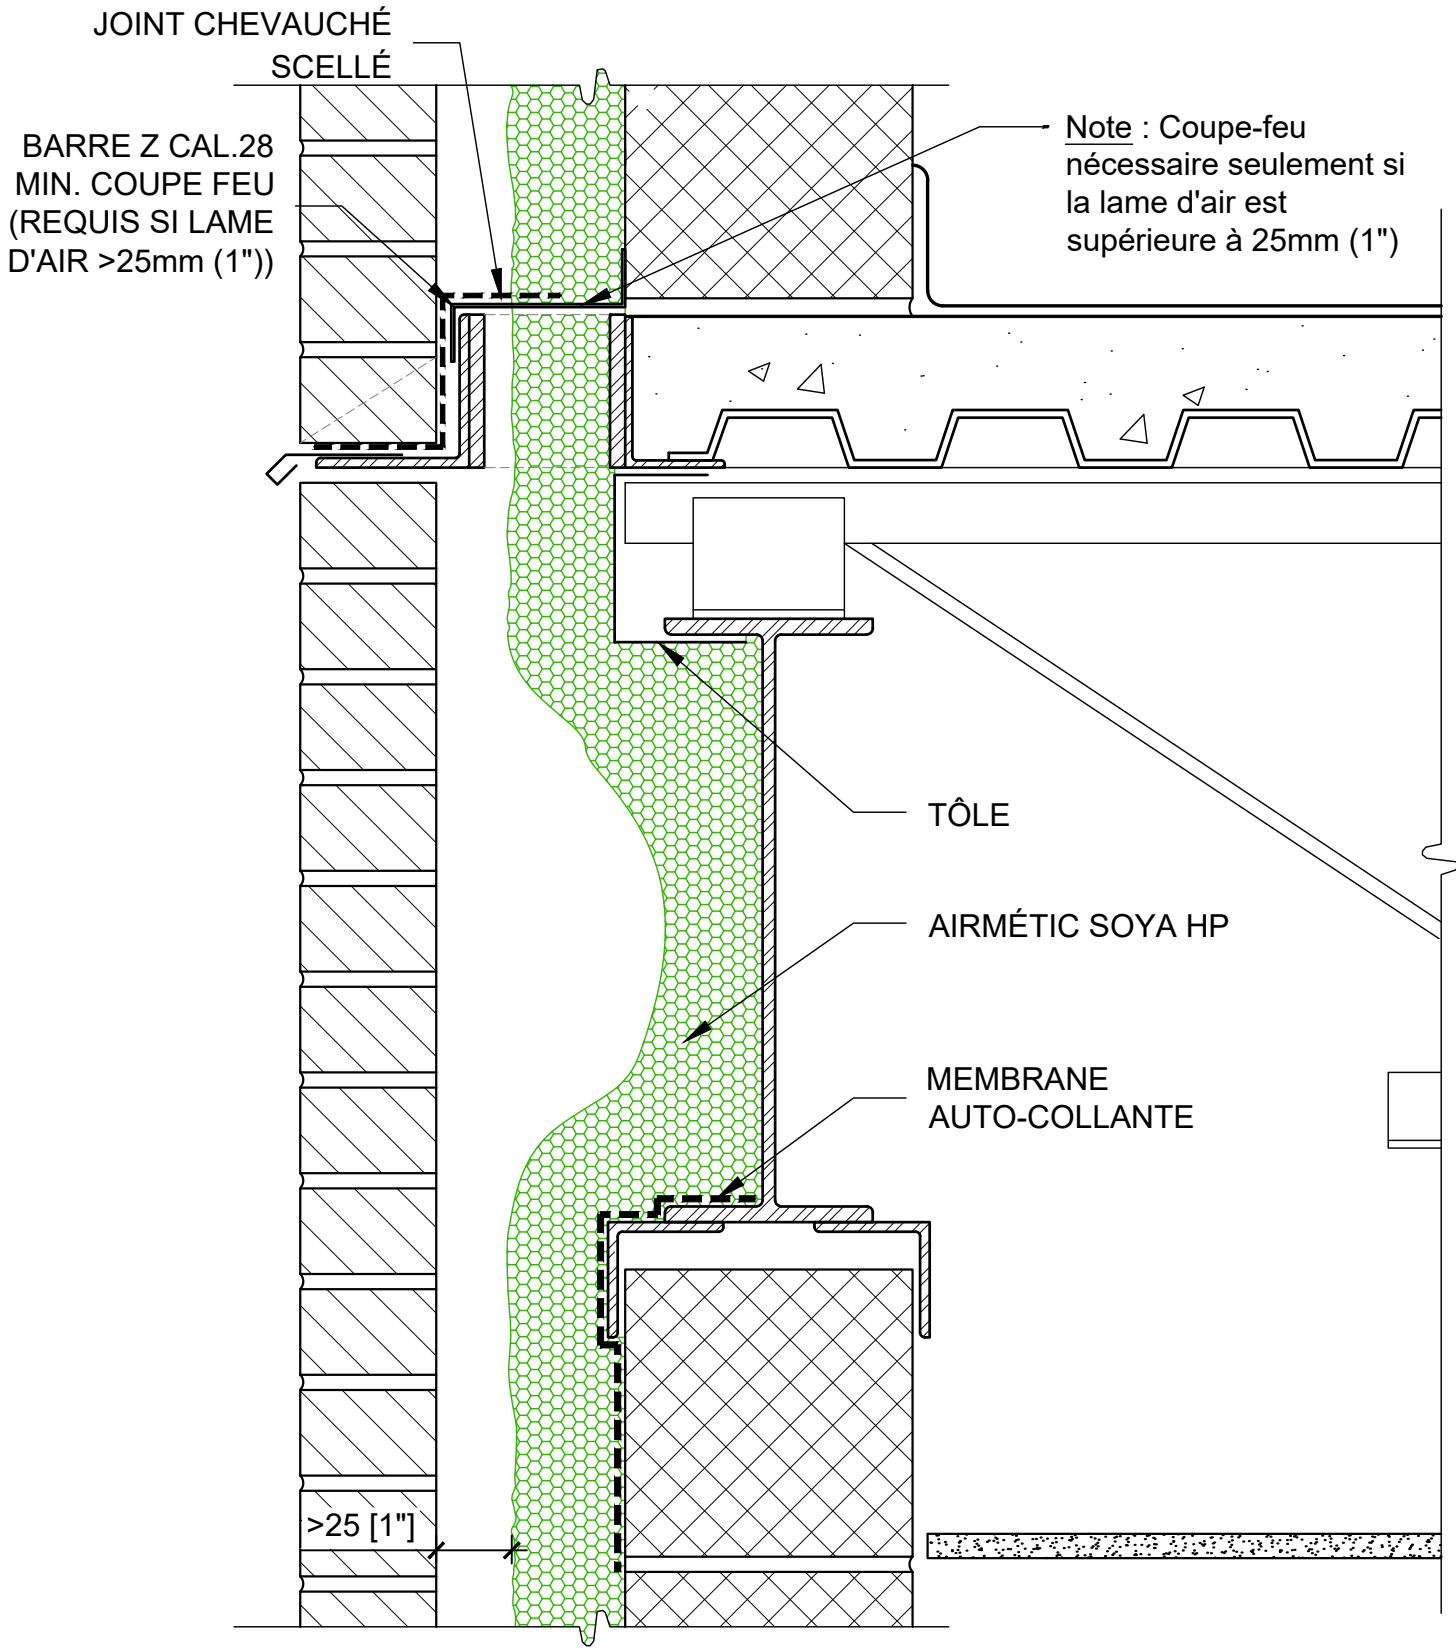 JOINT CHEVAUCHÉ
SCELLÉ
BARRE Z CAL.28
MIN. COUPE FEU
(REQUIS SI LAME
D'AIR >25mm (1"))
Note : Coupe-feu
nécessaire seulement si
la lame d'air est
supérieure à 25mm (1")
TÔLE
AIRMÉTIC SOYA HP
MEMBRANE
AUTO-COLLANTE
>25 [1"]